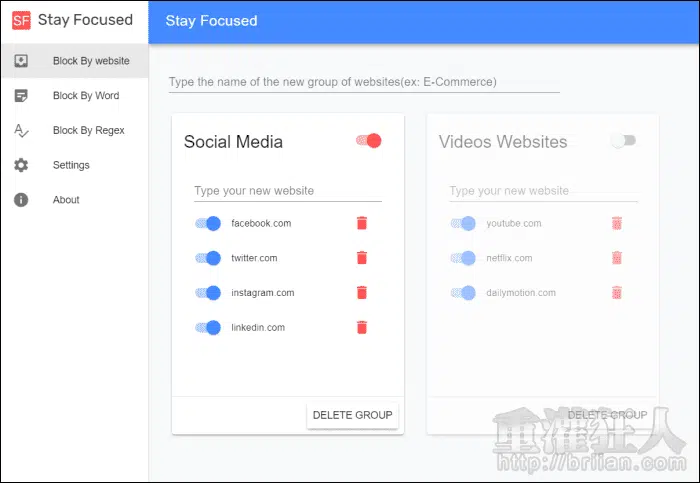 SF Stay Focused
Stay Focused
Block By website
Block By Word
Block By Regex
Settings
About
Type the name of the new group of websites(ex: E-Commerce)
Social Media
Type your new website
facebook.com
twitter.com
instagram.com
linkedin.com
DELETE GROUP
Videos Websites
Type your new website
youtube.com
netflix.com
dailymotion.com
DELETE GROUP
重灌狂人
http://briian.com